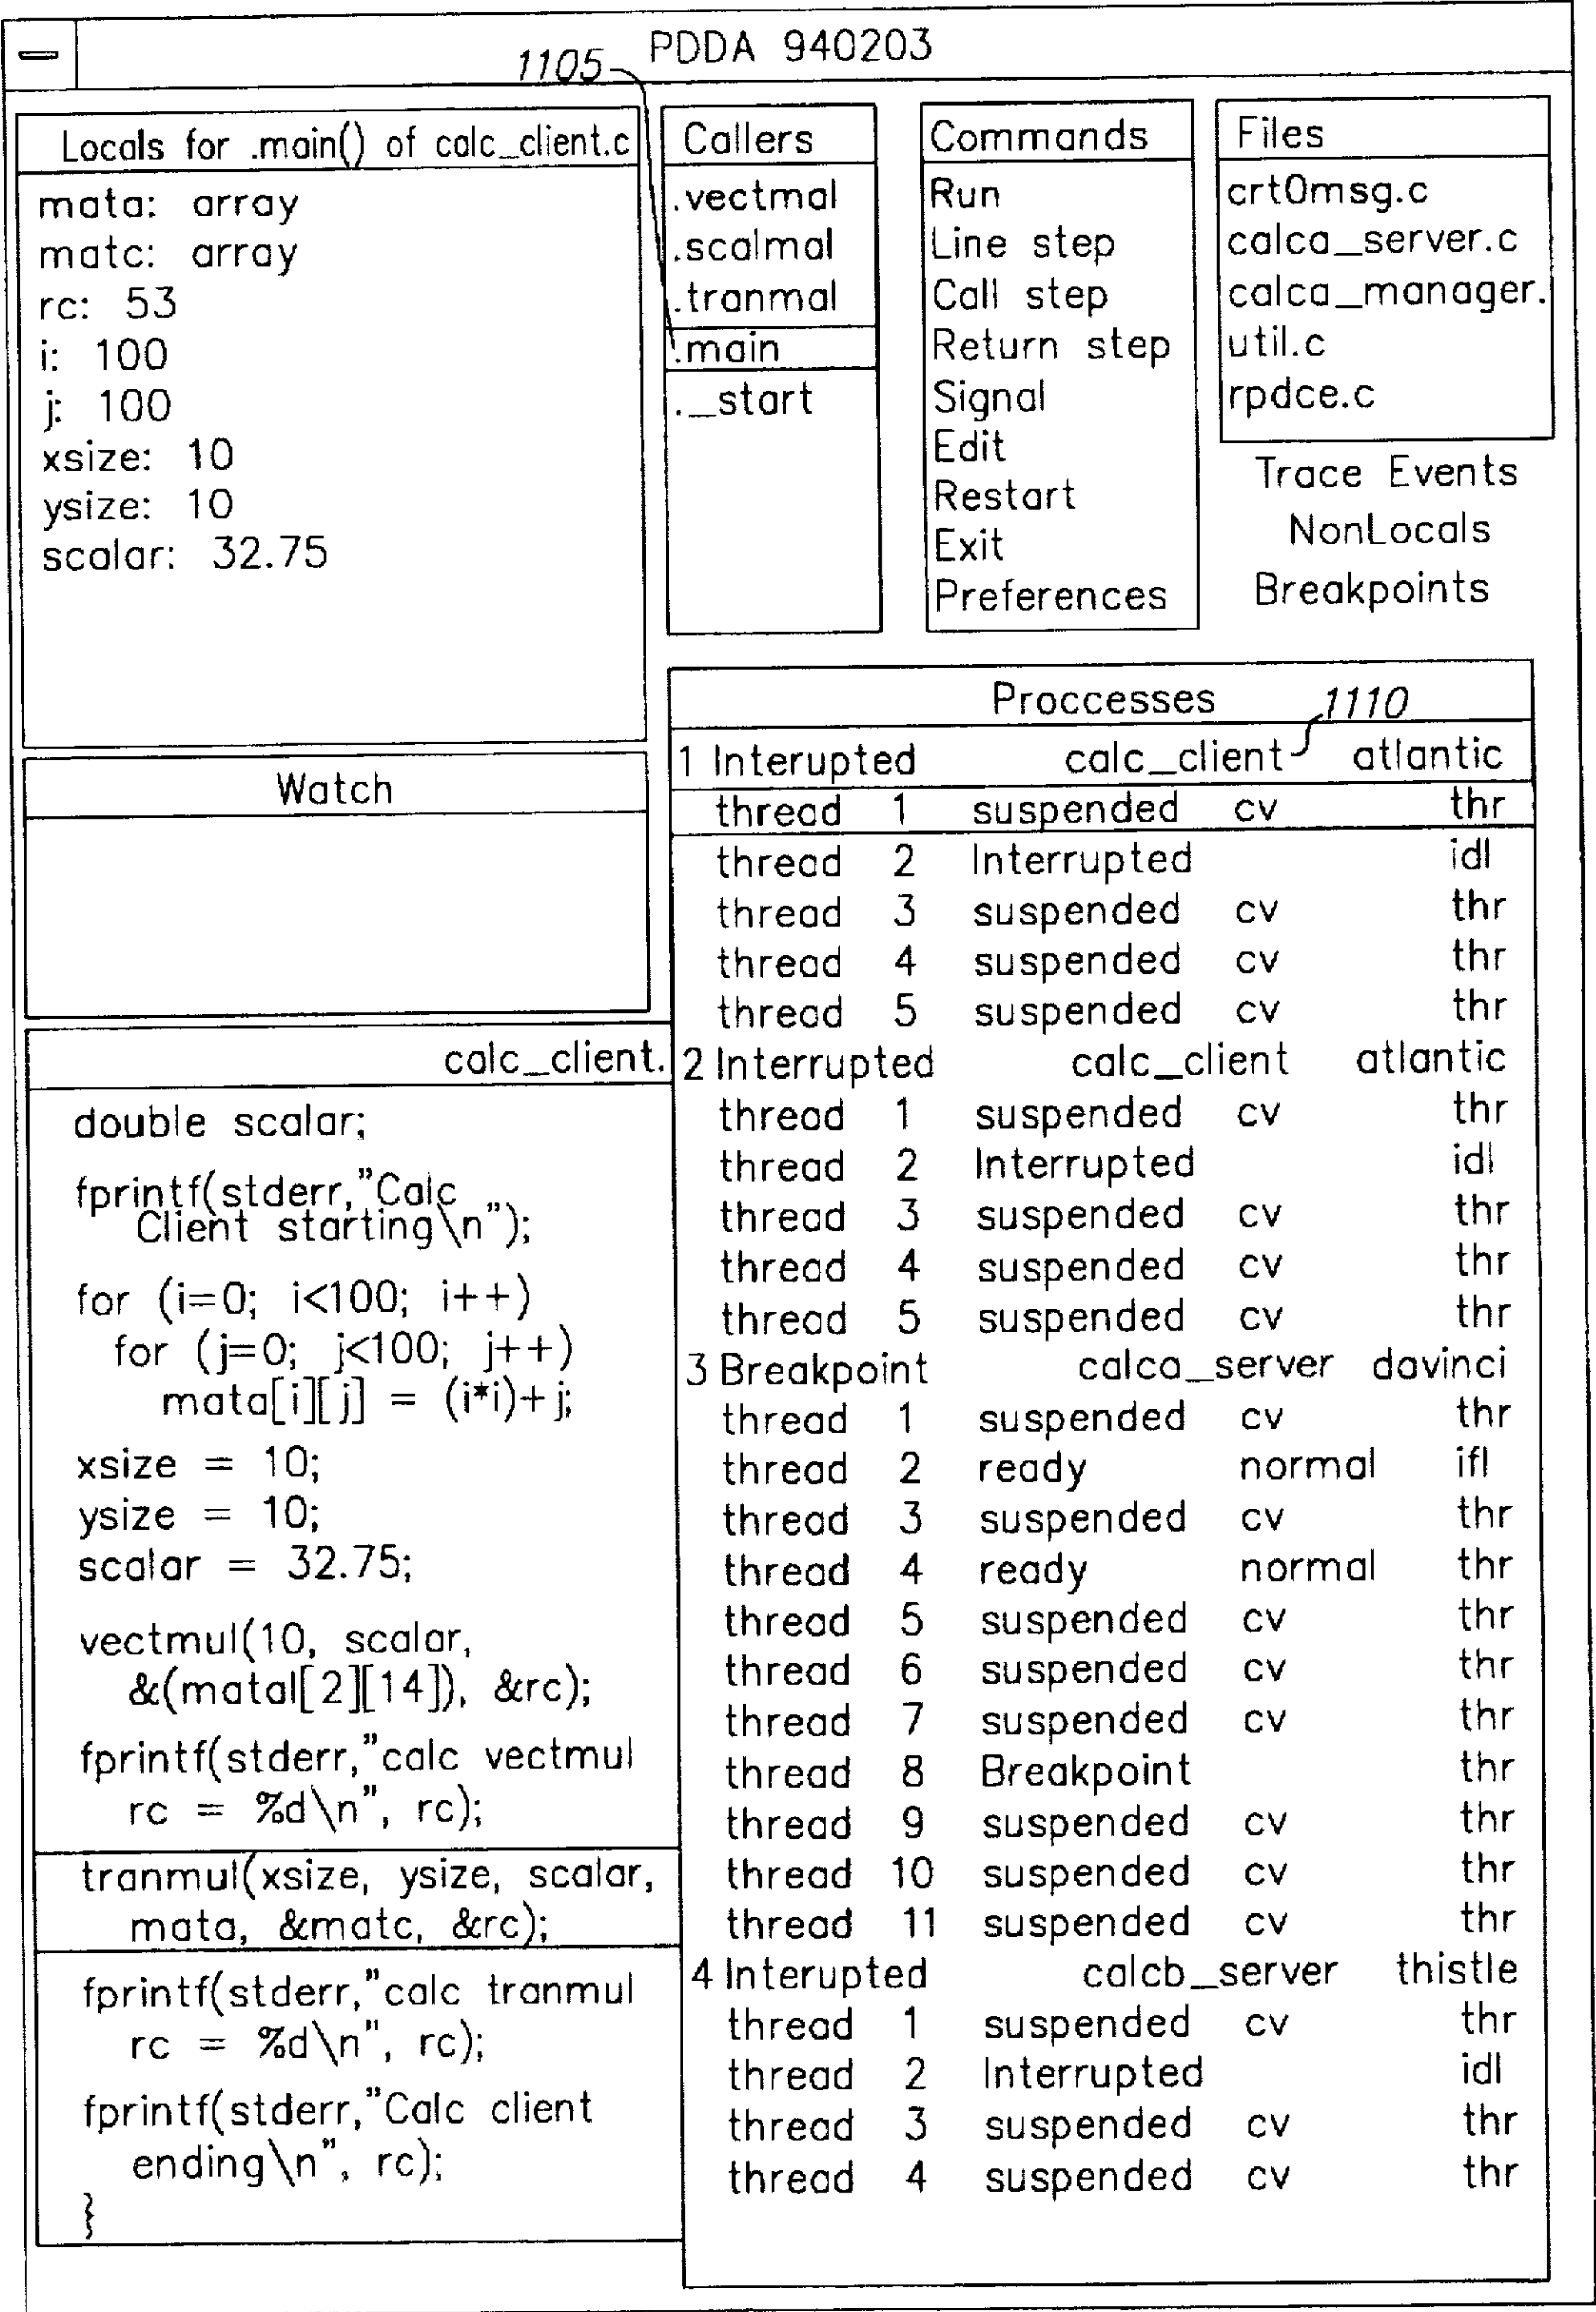 PDDA 940203
1105
Locals for .main() of calc_client.c
mata: array
matc: array
rc: 53
i: 100
j: 100
xsize: 10
ysize: 10
scalar: 32.75
Callers
.vectmal
.scalmal
.tranmal
.main
._start
Commands
Run
Line step
Call step
Return step
Signal
Edit
Restart
Exit
Preferences
Files
crt0msg.c
calca_server.c
calca_manager.
util.c
rpdce.c
Trace Events
NonLocals
Breakpoints
Watch
calc_client.
double scalar;
fprintf(stderr,"Calc
Client starting\n");
for (i=0; i<100; i++)
for (j=0; j<100; j++)
mata[i][j] = (i*i)+j;
xsize = 10;
ysize = 10;
scalar = 32.75;
vectmul(10, scalar,
&(matal[2][14]), &rc);
fprintf(stderr,"calc vectmul
rc = %d\n", rc);
tranmul(xsize, ysize, scalar,
mata, &matc, &rc);
fprintf(stderr,"calc tranmul
rc = %d\n", rc);
fprintf(stderr,"Calc client
ending\n", rc);
}
Proccesses
1110
1 Interupted calc_client atlantic
thread 1 suspended cv thr
thread 2 Interrupted idl
thread 3 suspended cv thr
thread 4 suspended cv thr
thread 5 suspended cv thr
2 Interrupted calc_client atlantic
thread 1 suspended cv thr
thread 2 Interrupted idl
thread 3 suspended cv thr
thread 4 suspended cv thr
thread 5 suspended cv thr
3 Breakpoint calca_server davinci
thread 1 suspended cv thr
thread 2 ready normal ifl
thread 3 suspended cv thr
thread 4 ready normal thr
thread 5 suspended cv thr
thread 6 suspended cv thr
thread 7 suspended cv thr
thread 8 Breakpoint thr
thread 9 suspended cv thr
thread 10 suspended cv thr
thread 11 suspended cv thr
4 Interupted calcb_server thistle
thread 1 suspended cv thr
thread 2 Interrupted idl
thread 3 suspended cv thr
thread 4 suspended cv thr